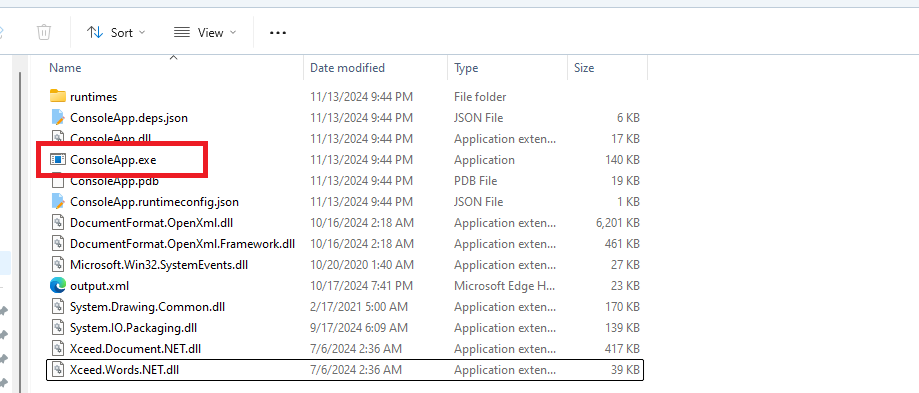 Sort View
Name Date modified Type Size
runtimes 11/13/2024 9:44 PM File folder
ConsoleApp.deps.json 11/13/2024 9:44 PM JSON File 6 KB
ConsoleApp.dll 11/13/2024 9:44 PM Application exten... 17 KB
ConsoleApp.exe 11/13/2024 9:44 PM Application 140 KB
ConsoleApp.pdb 11/13/2024 9:44 PM PDB File 19 KB
ConsoleApp.runtimeconfig.json 11/13/2024 9:44 PM JSON File 1 KB
DocumentFormat.OpenXml.dll 10/16/2024 2:18 AM Application exten... 6,201 KB
DocumentFormat.OpenXml.Framework.dll 10/16/2024 2:18 AM Application exten... 461 KB
Microsoft.Win32.SystemEvents.dll 10/20/2020 1:40 AM Application exten... 27 KB
output.xml 10/17/2024 7:41 PM Microsoft Edge H... 23 KB
System.Drawing.Common.dll 2/17/2021 5:00 AM Application exten... 170 KB
System.IO.Packaging.dll 9/17/2024 6:09 AM Application exten... 139 KB
Xceed.Document.NET.dll 7/6/2024 2:36 AM Application exten... 417 KB
Xceed.Words.NET.dll 7/6/2024 2:36 AM Application exten... 39 KB